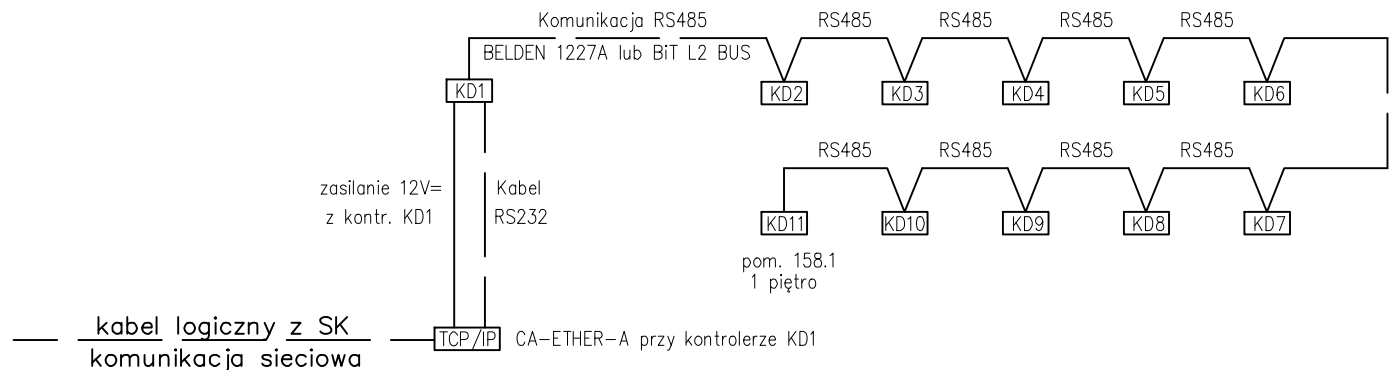 Komunikacja RS485
RS485
RS485
RS485
RS485
BELDEN 1227A lub BiT L2 BUS
KD1
KD2
KD3
KD4
KD5
KD6
RS485
RS485
RS485
RS485
zasilanie 12V=
z kontr. KD1
Kabel
RS232
KD11
KD10
KD9
KD8
KD7
pom. 158.1
1 piętro
kabel logiczny z SK
komunikacja sieciowa
TCP/IP
CA-ETHER-A przy kontrolerze KD1